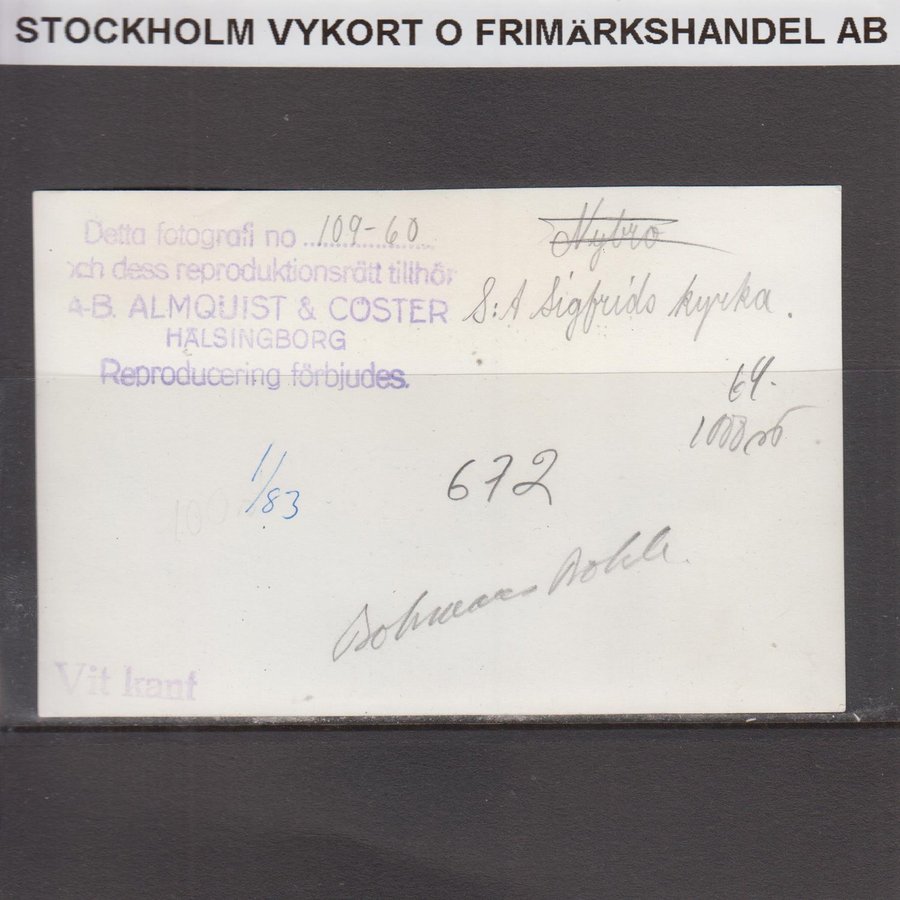 STOCKHOLM VYKORT O FRIMÄRKSHANDEL AB
Detta fotografi no 109-60
och dess reproduktionsrätt tillhör
A-B. ALMQUIST & CÖSTER
HÄLSINGBORG
Reproducering förbjudes.
Nybro
S:t Sigfrids kyrka.
64.
1/83
672
Vit kant